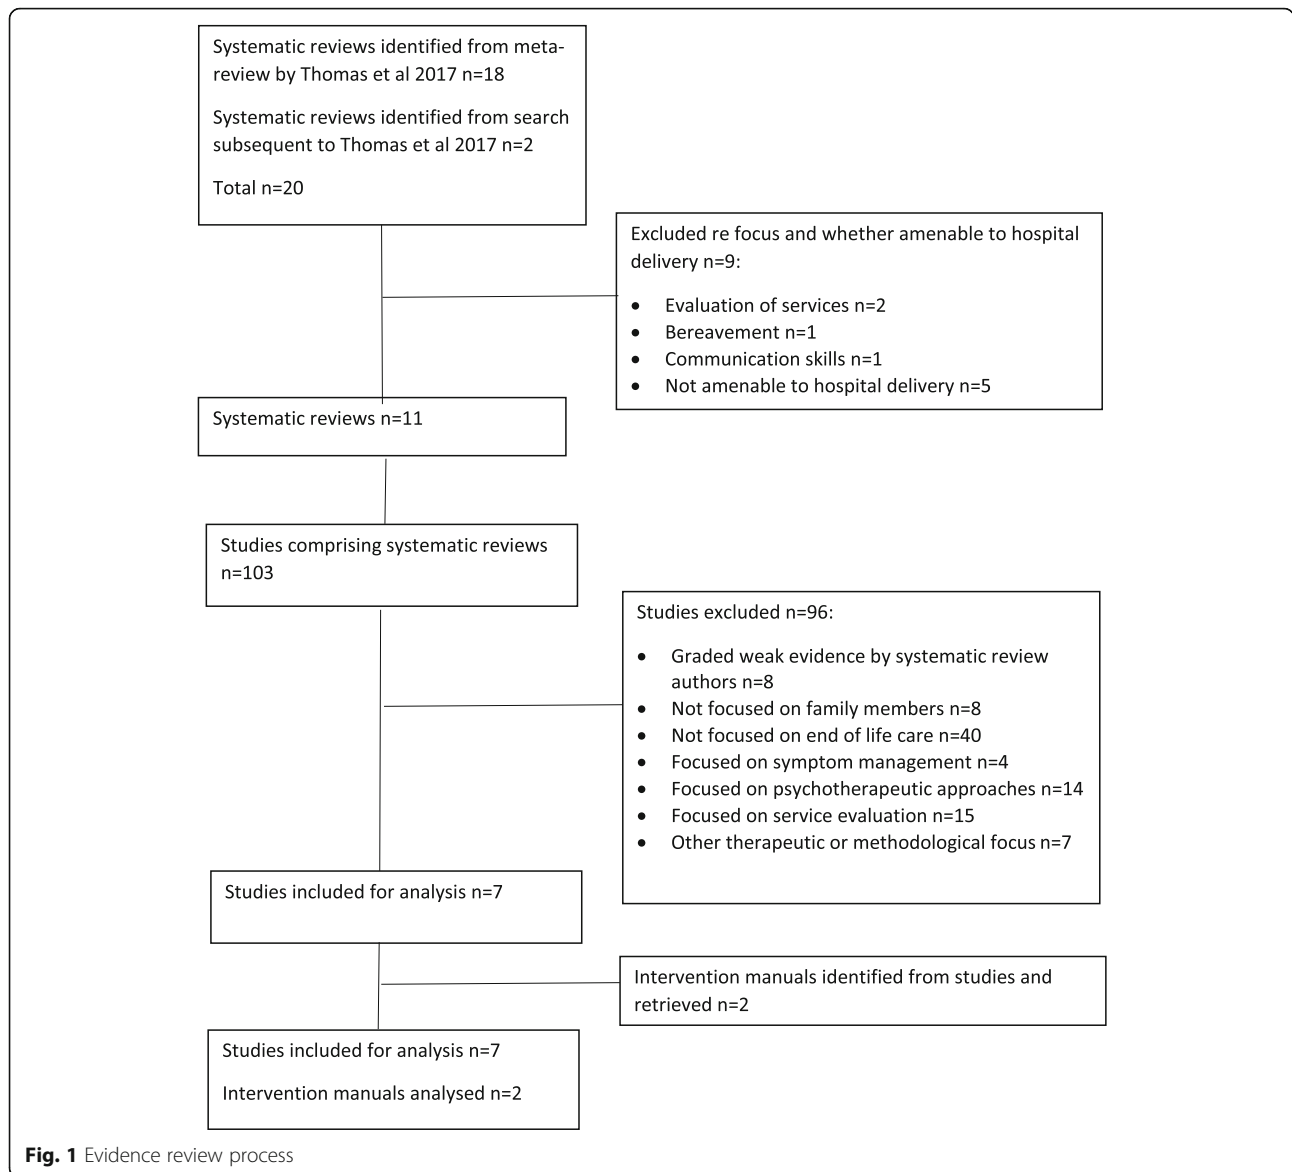 Systematic reviews identified from meta-
review by Thomas et al 2017 n=18
Systematic reviews identified from search
subsequent to Thomas et al 2017 n=2
Total n=20
Excluded re focus and whether amenable to hospital
delivery n=9:
• Evaluation of services n=2
• Bereavement n=1
• Communication skills n=1
• Not amenable to hospital delivery n=5
Systematic reviews n=11
Studies comprising systematic reviews
n=103
Studies excluded n=96:
• Graded weak evidence by systematic review
authors n=8
• Not focused on family members n=8
• Not focused on end of life care n=40
• Focused on symptom management n=4
• Focused on psychotherapeutic approaches n=14
• Focused on service evaluation n=15
• Other therapeutic or methodological focus n=7
Studies included for analysis n=7
Intervention manuals identified from studies and
retrieved n=2
Studies included for analysis n=7
Intervention manuals analysed n=2
Fig. 1 Evidence review process